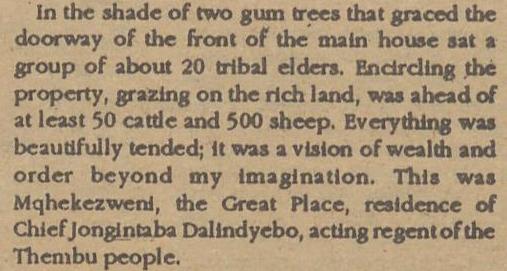 In the shade of two gum trees that graced the
doorway of the front of the main house sat a
group of about 20 tribal elders. Encircling the
property, grazing on the rich land, was ahead of
at least 50 cattle and 500 sheep. Everything was
beautifully tended; it was a vision of wealth and
order beyond my imagination. This was
Mqhekezweni, the Great Place, residence of
Chief Jongintaba Dalindyebo, acting regent of the
Thembu people.